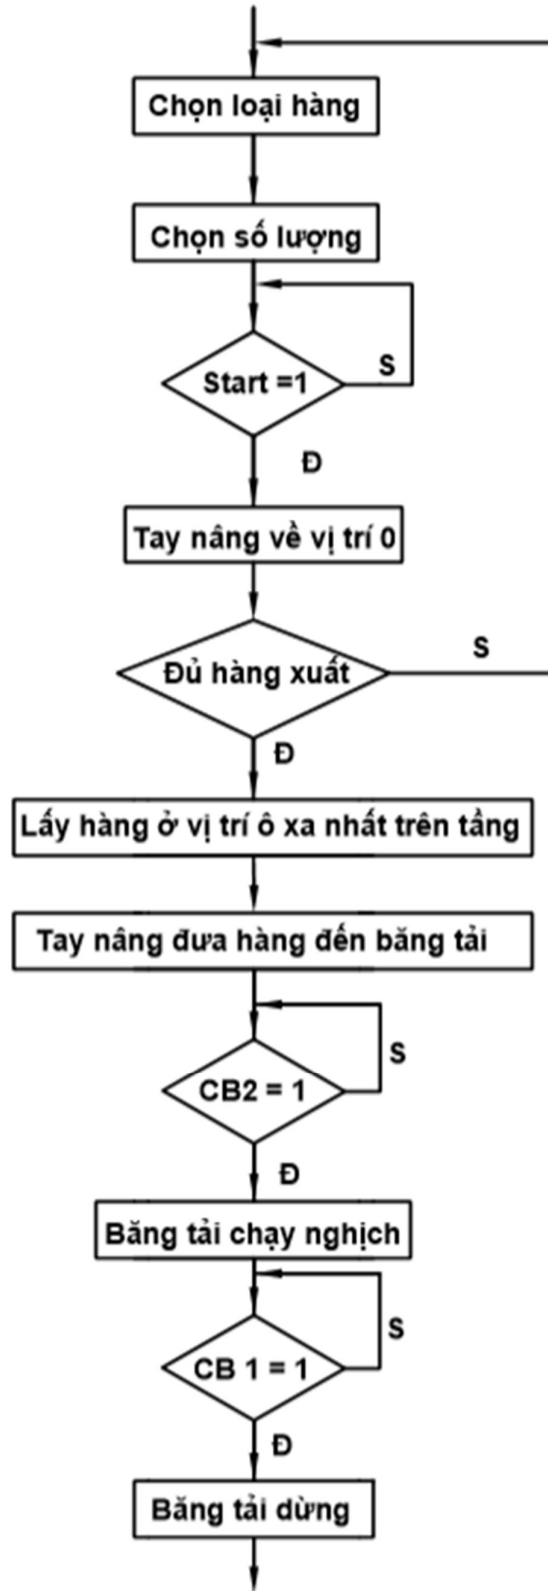 Chọn loại hàng
Chọn số lượng
Start =1
S
Đ
Tay nâng về vị trí 0
Đủ hàng xuất
S
Đ
Lấy hàng ở vị trí ô xa nhất trên tầng
Tay nâng đưa hàng đến băng tải
CB2 = 1
S
Đ
Băng tải chạy nghịch
CB 1 = 1
S
Đ
Băng tải dừng